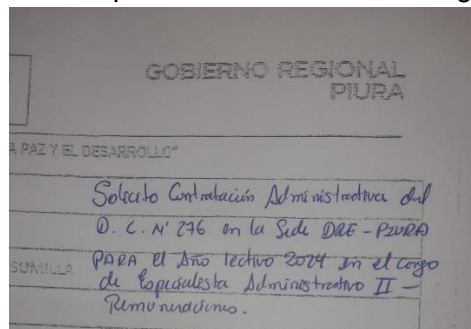 GOBIERNO REGIONAL
PIURA
A PAZ Y EL DESARROLLO"
Solicito Contratación Administrativa del
D. C. N° 276 en la Sede DRE - PIURA
SUMILLA
PARA el Año lectivo 2024 en el cargo
de Especialista Administrativo II -
Remuneraciones.